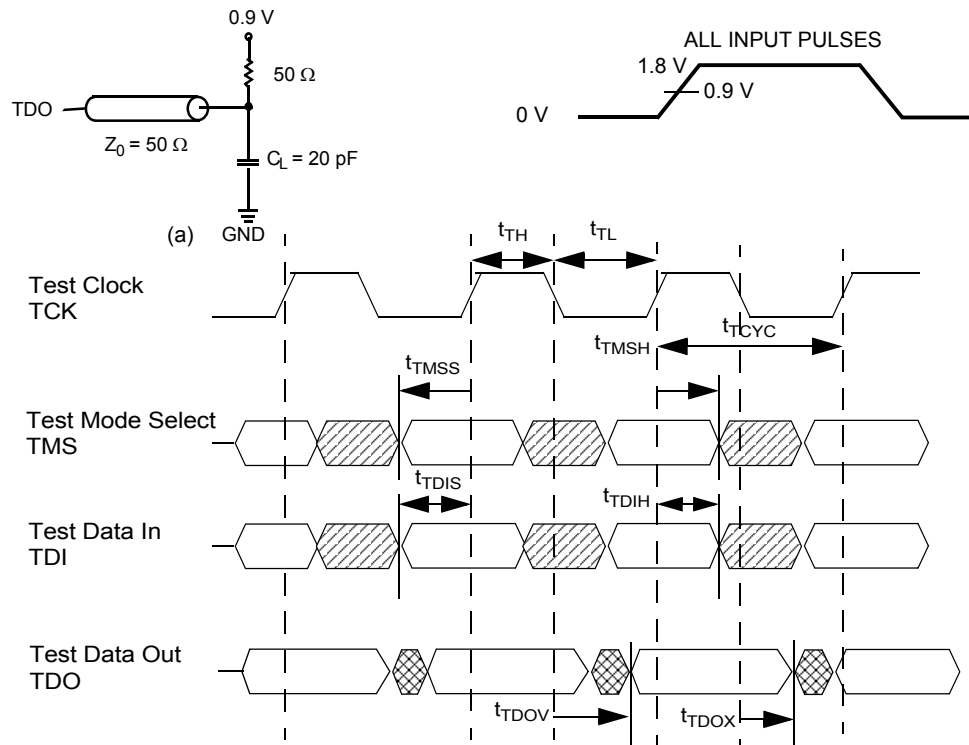 0.9 V
50 Ω
TDO
Z0 = 50 Ω
CL = 20 pF
(a)
GND
ALL INPUT PULSES
1.8 V
0.9 V
0 V
tTH
tTL
Test Clock
TCK
tTCYC
tTMSH
tTMSS
Test Mode Select
TMS
tTDIS
tTDIH
Test Data In
TDI
Test Data Out
TDO
tTDOV
tTDOX